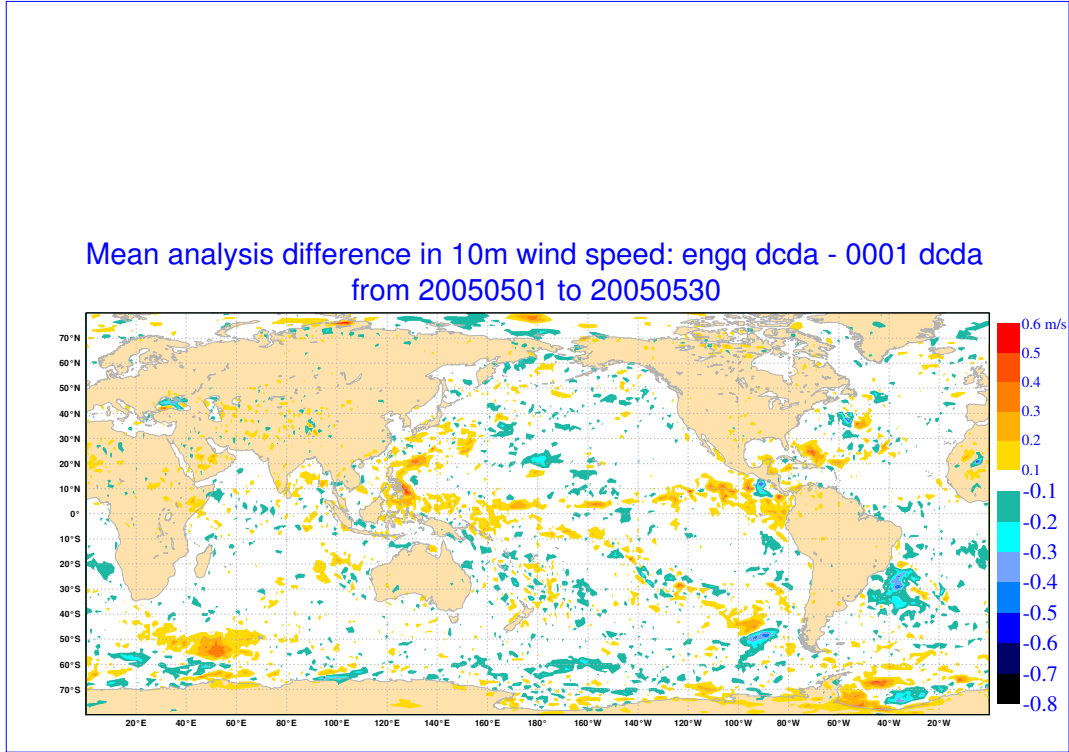 Mean analysis difference in 10m wind speed: engq dcda - 0001 dcda
from 20050501 to 20050530
70°N
60°N
50°N
40°N
30°N
20°N
10°N
0°
10°S
20°S
30°S
40°S
50°S
60°S
70°S
20°E 40°E 60°E 80°E 100°E 120°E 140°E 160°E 180° 160°W 140°W 120°W 100°W 80°W 60°W 40°W 20°W
0.6 m/s
0.5
0.4
0.3
0.2
0.1
-0.1
-0.2
-0.3
-0.4
-0.5
-0.6
-0.7
-0.8